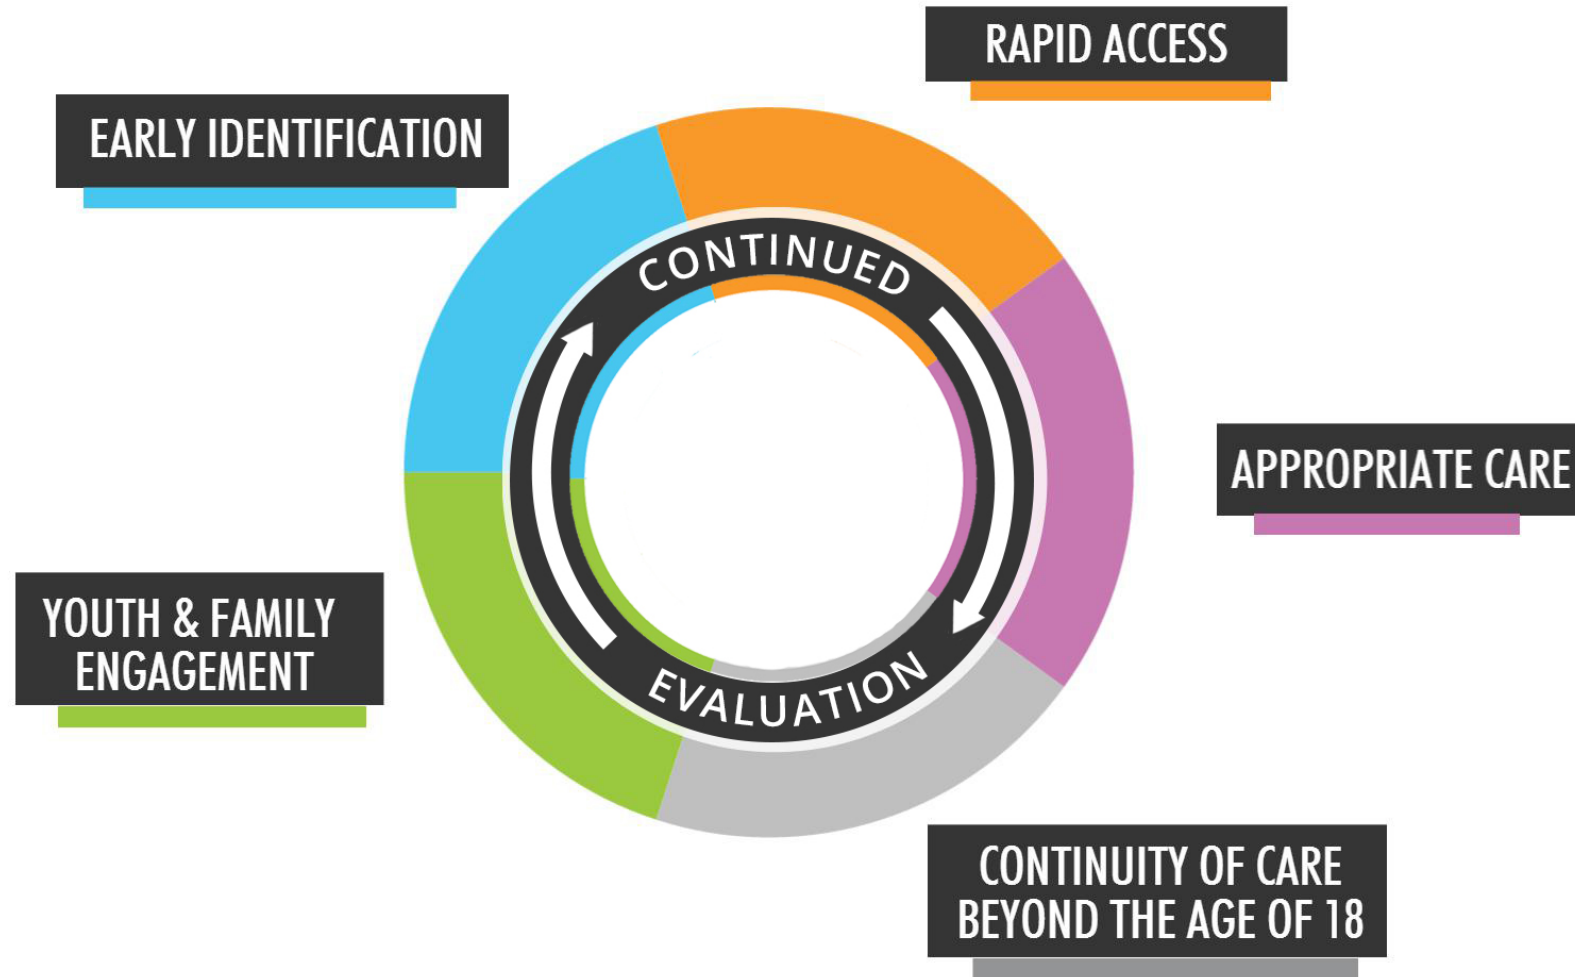 RAPID ACCESS
EARLY IDENTIFICATION
CONTINUED
APPROPRIATE CARE
YOUTH & FAMILY
ENGAGEMENT
EVALUATION
CONTINUITY OF CARE
BEYOND THE AGE OF 18